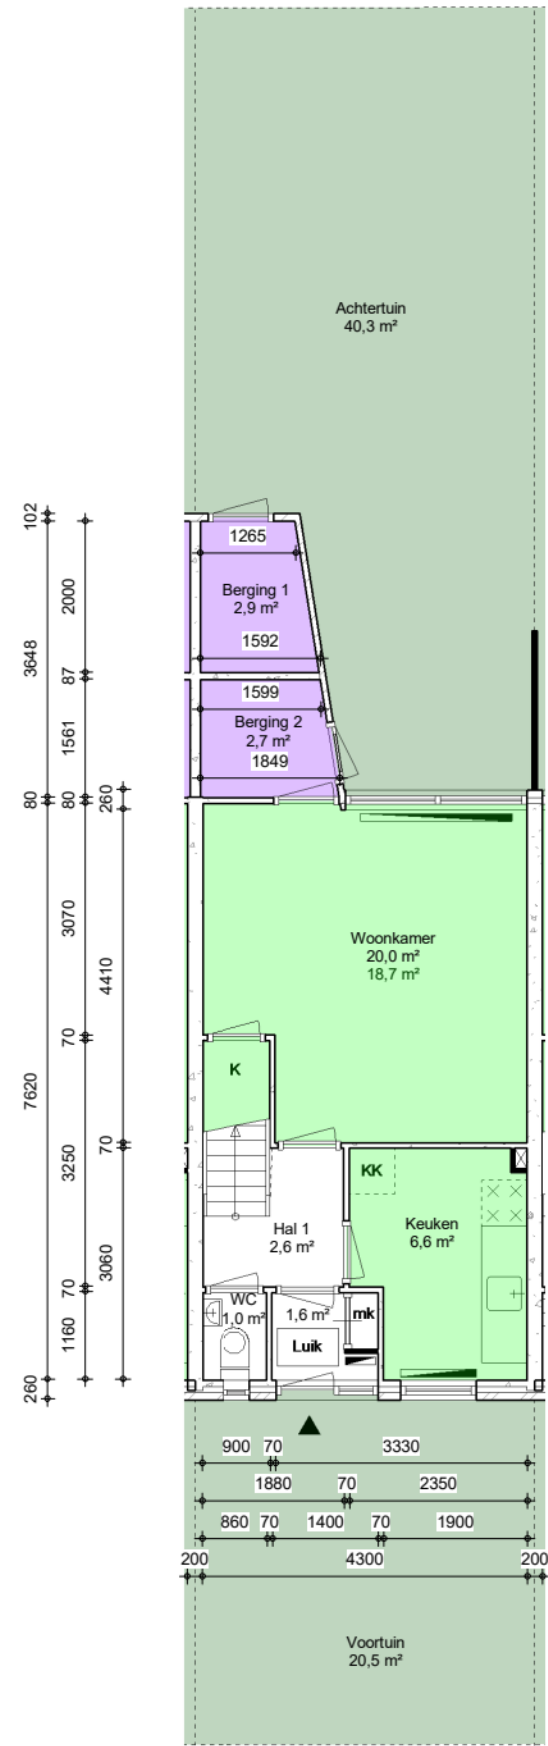 Achtertuin
40,3 m²
102
2000
3648
87
1561
80
80
260
3070
4410
70
7620
70
3250
3060
70
1160
260
1265
Berging 1
2,9 m²
1592
1599
Berging 2
2,7 m²
1849
Woonkamer
20,0 m²
18,7 m²
K
KK
Hal 1
2,6 m²
Keuken
6,6 m²
WC
1,0 m²
1,6 m²
mk
Luik
900 70 3330
1880 70 2350
860 70 1400 70 1900
200 4300 200
Voortuin
20,5 m²